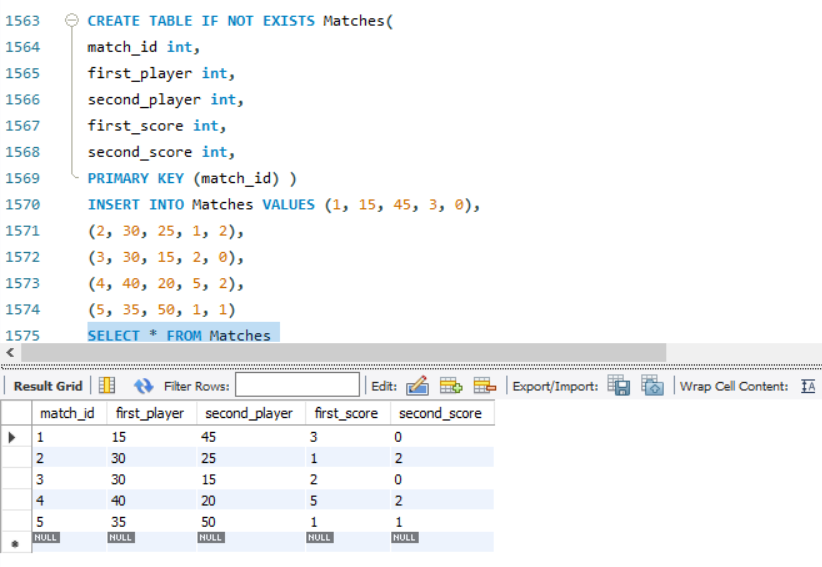 1563 CREATE TABLE IF NOT EXISTS Matches(
1564 match_id int,
1565 first_player int,
1566 second_player int,
1567 first_score int,
1568 second_score int,
1569 PRIMARY KEY (match_id) )
1570 INSERT INTO Matches VALUES (1, 15, 45, 3, 0),
1571 (2, 30, 25, 1, 2),
1572 (3, 30, 15, 2, 0),
1573 (4, 40, 20, 5, 2),
1574 (5, 35, 50, 1, 1)
1575 SELECT * FROM Matches
Result Grid Filter Rows: Edit: Export/Import: Wrap Cell Content: IA
match_id first_player second_player first_score second_score
1 15 45 3 0
2 30 25 1 2
3 30 15 2 0
4 40 20 5 2
5 35 50 1 1
NULL NULL NULL NULL NULL